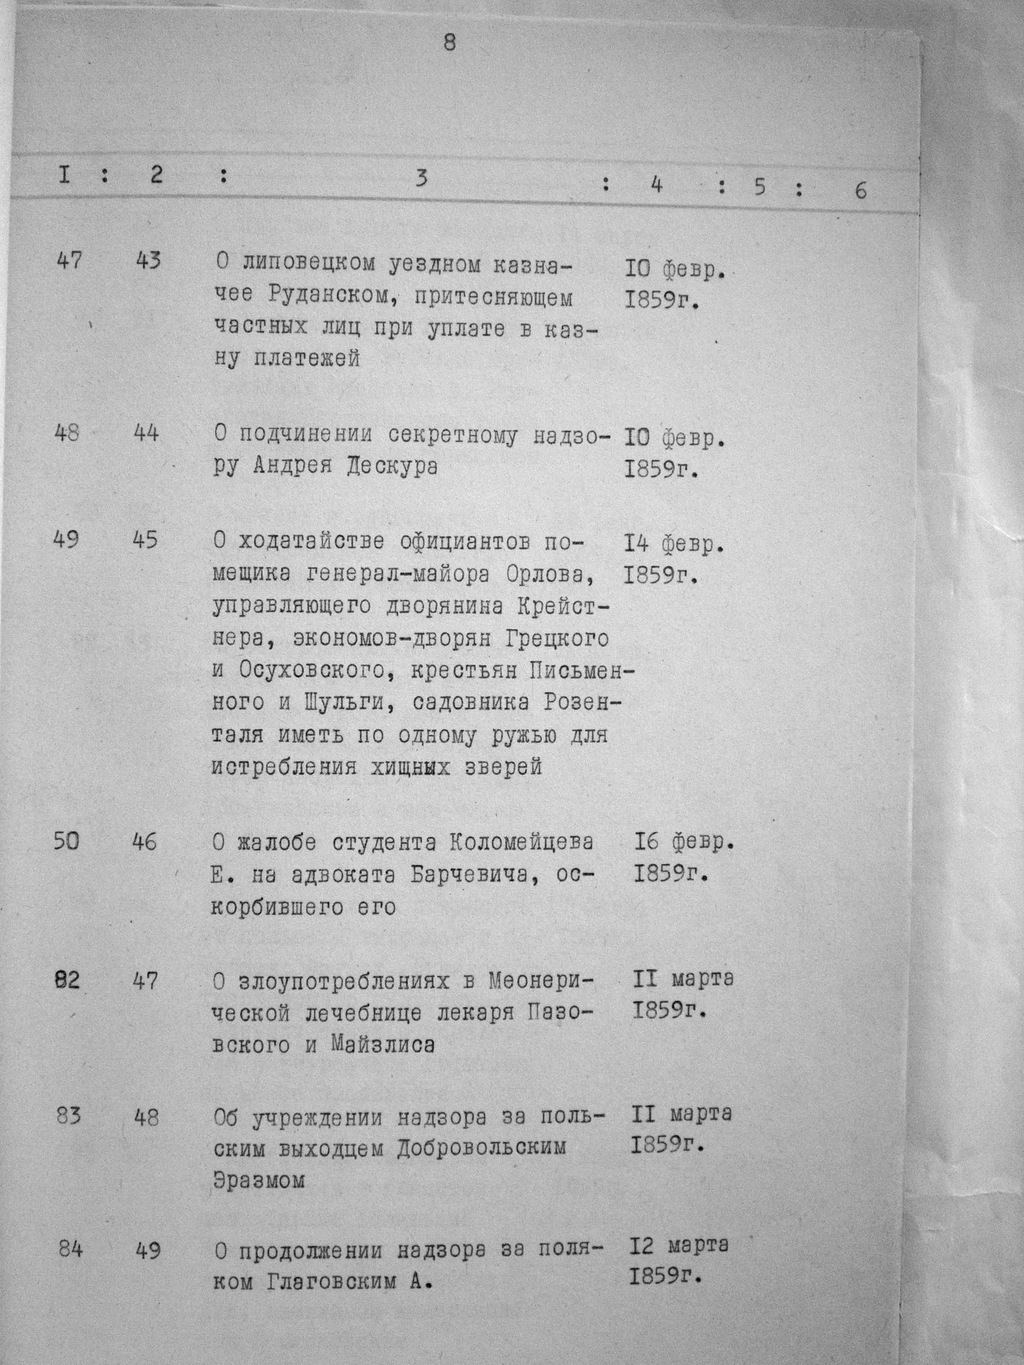 8
I : 2 : 3 : 4 : 5 : 6
47 43 О липовецком уездном казна- IO февр.
чее Руданском, притесняющем I859г.
частных лиц при уплате в каз-
ну платежей
48 44 О подчинении секретному надзо- IO февр.
ру Андрея Дескура I859г.
49 45 О ходатайстве официантов по- I4 февр.
мещика генерал-майора Орлова, I859г.
управляющего дворянина Крейст-
нера, экономов-дворян Грецкого
и Осуховского, крестьян Письмен-
ного и Шульги, садовника Розен-
таля иметь по одному ружью для
истребления хищных зверей
50 46 О жалобе студента Коломейцева I6 февр.
Е. на адвоката Барчевича, ос- I859г.
корбившего его
82 47 О злоупотреблениях в Меонери- II марта
ческой лечебнице лекаря Пазо- I859г.
вского и Майзлиса
83 48 Об учреждении надзора за поль- II марта
ским выходцем Добровольским I859г.
Эразмом
84 49 О продолжении надзора за поля- I2 марта
ком Глаговским А. I859г.